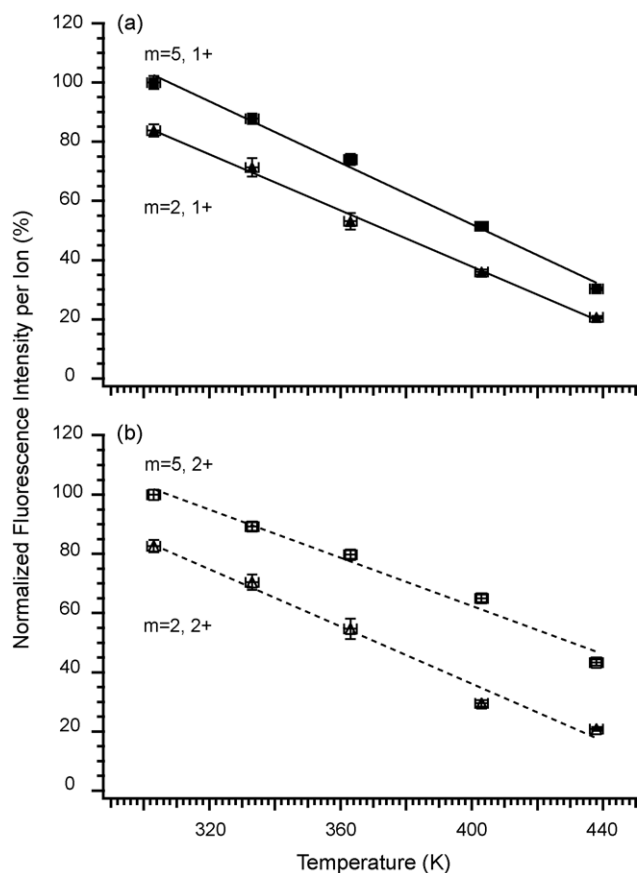 Normalized Fluorescence Intensity per Ion (%)
(a)
120
m=5, 1+
100
80
m=2, 1+
60
40
20
0
(b)
120
m=5, 2+
100
80
m=2, 2+
60
40
20
0
320 360 400 440
Temperature (K)